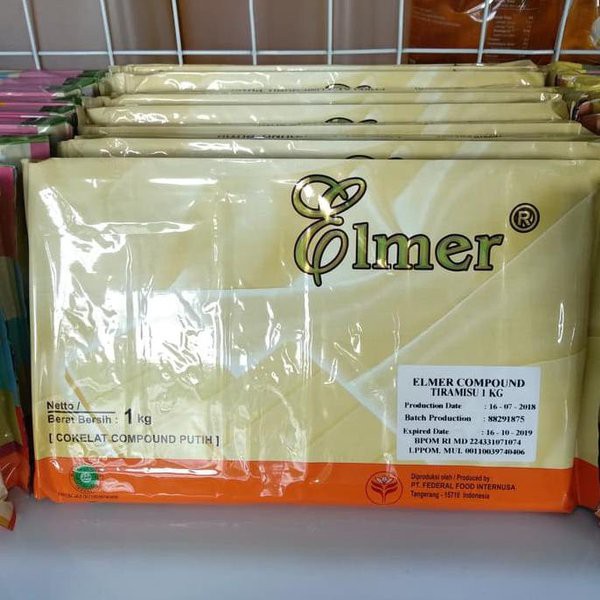 Elmer ®
Netto /
Berat Bersih : 1 kg
[ COKELAT COMPOUND PUTIH ]
ELMER COMPOUND
TIRAMISU 1 KG
Production Date : 16 - 07 - 2018
Batch Production : 88291875
Expired Date : 16 - 10 - 2019
BPOM RI MD 224331071074
LPPOM. MUI. 00110039740406
Diproduksi oleh / Produced by :
PT. FEDERAL FOOD INTERNUSA
Tangerang - 15710 Indonesia